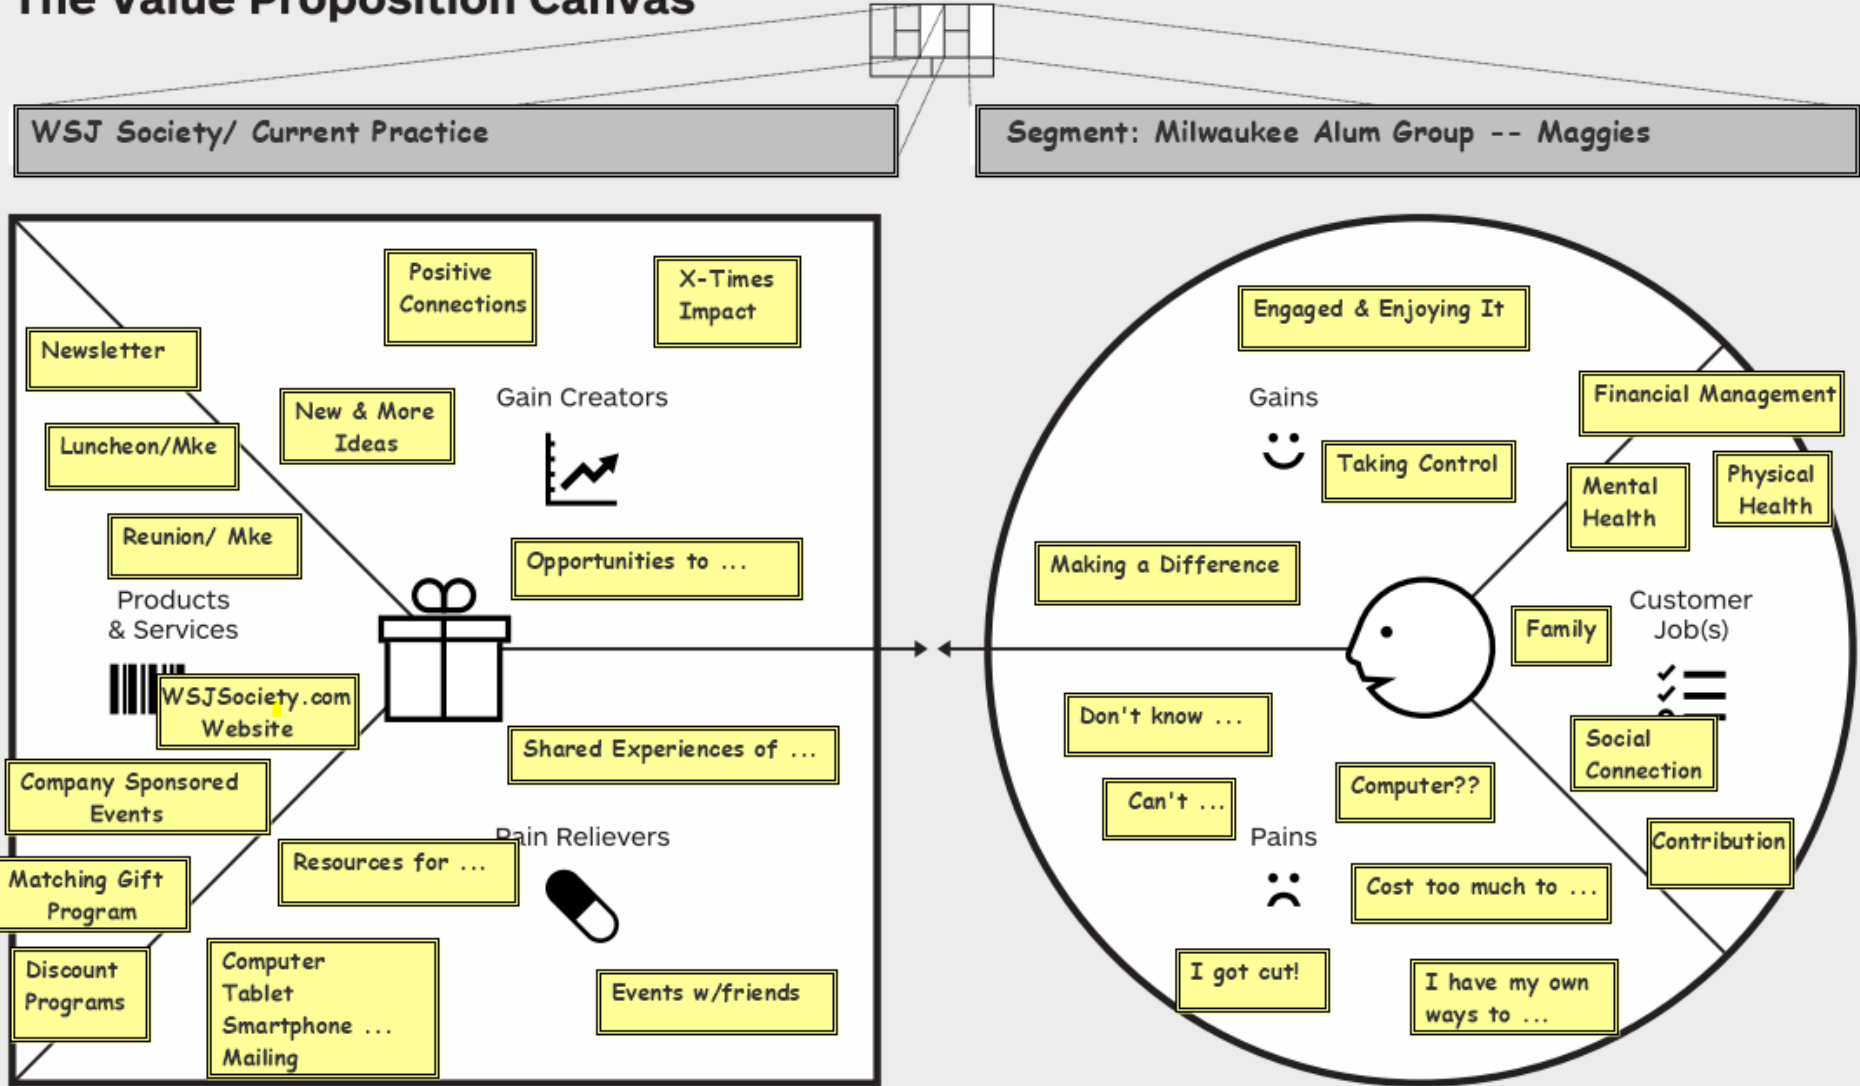 The Value Proposition Canvas
WSJ Society/ Current Practice
Segment: Milwaukee Alum Group -- Maggies
Positive
Connections
X-Times
Impact
Newsletter
New & More
Ideas
Gain Creators
Luncheon/Mke
Reunion/ Mke
Opportunities to ...
Products
& Services
WSJSociety.com
Website
Shared Experiences of ...
Company Sponsored
Events
Pain Relievers
Resources for ...
Matching Gift
Program
Discount
Programs
Computer
Tablet
Smartphone ...
Mailing
Events w/friends
Engaged & Enjoying It
Gains
Financial Management
Taking Control
Mental
Health
Physical
Health
Making a Difference
Customer
Job(s)
Family
Don't know ...
Social
Connection
Computer??
Can't ...
Pains
Contribution
Cost too much to ...
I got cut!
I have my own
ways to ...